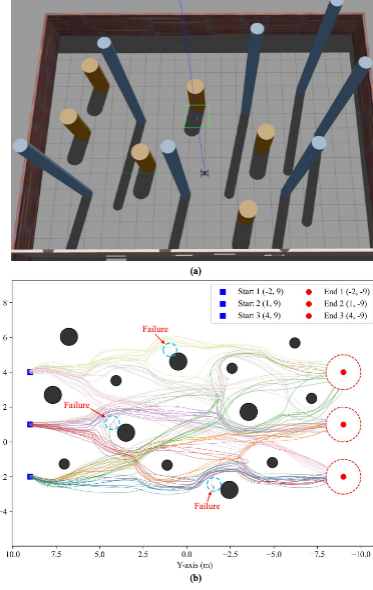 (a)
Start 1 (-2, 9) End 1 (-2, -9)
Start 2 (1, 9) End 2 (1, -9)
Start 3 (4, 9) End 3 (4, -9)
8
6
4
2
0
−2
−4
Failure
Failure
Failure
10.0 7.5 5.0 2.5 0.0 −2.5 −5.0 −7.5 −10.0
Y-axis (m)
(b)